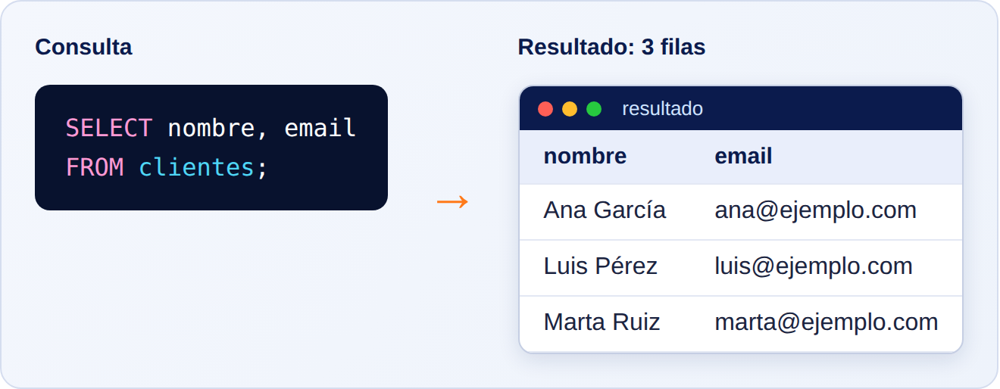 Consulta
SELECT nombre, email
FROM clientes;
→
Resultado: 3 filas
resultado
nombre email
Ana García ana@ejemplo.com
Luis Pérez luis@ejemplo.com
Marta Ruiz marta@ejemplo.com